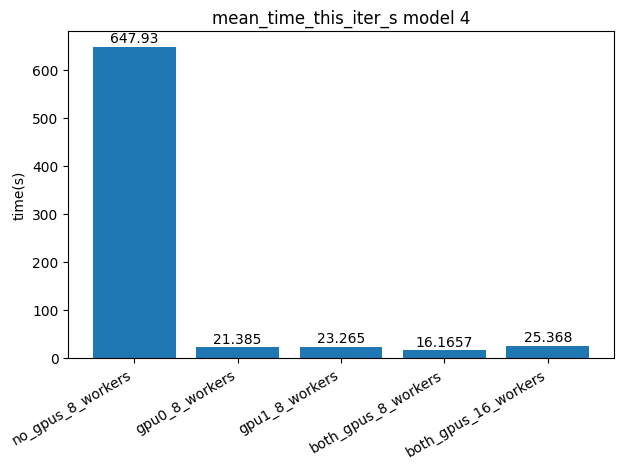 mean_time_this_iter_s model 4
647.93
600
500
400
300
200
100
0
time(s)
21.385
23.265
16.1657
25.368
no_gpus_8_workers
gpu0_8_workers
gpu1_8_workers
both_gpus_8_workers
both_gpus_16_workers